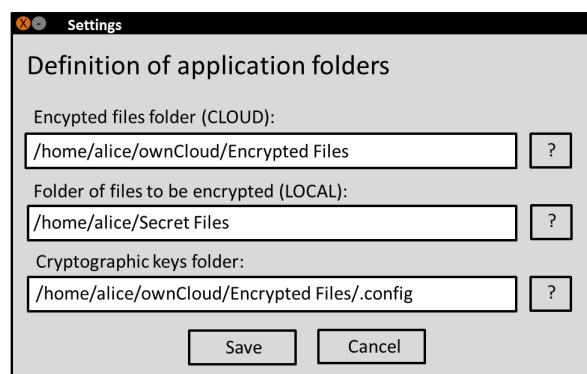 X - Settings
Definition of application folders
Encypted files folder (CLOUD):
/home/alice/ownCloud/Encrypted Files ?
Folder of files to be encrypted (LOCAL):
/home/alice/Secret Files ?
Cryptographic keys folder:
/home/alice/ownCloud/Encrypted Files/.config ?
Save Cancel